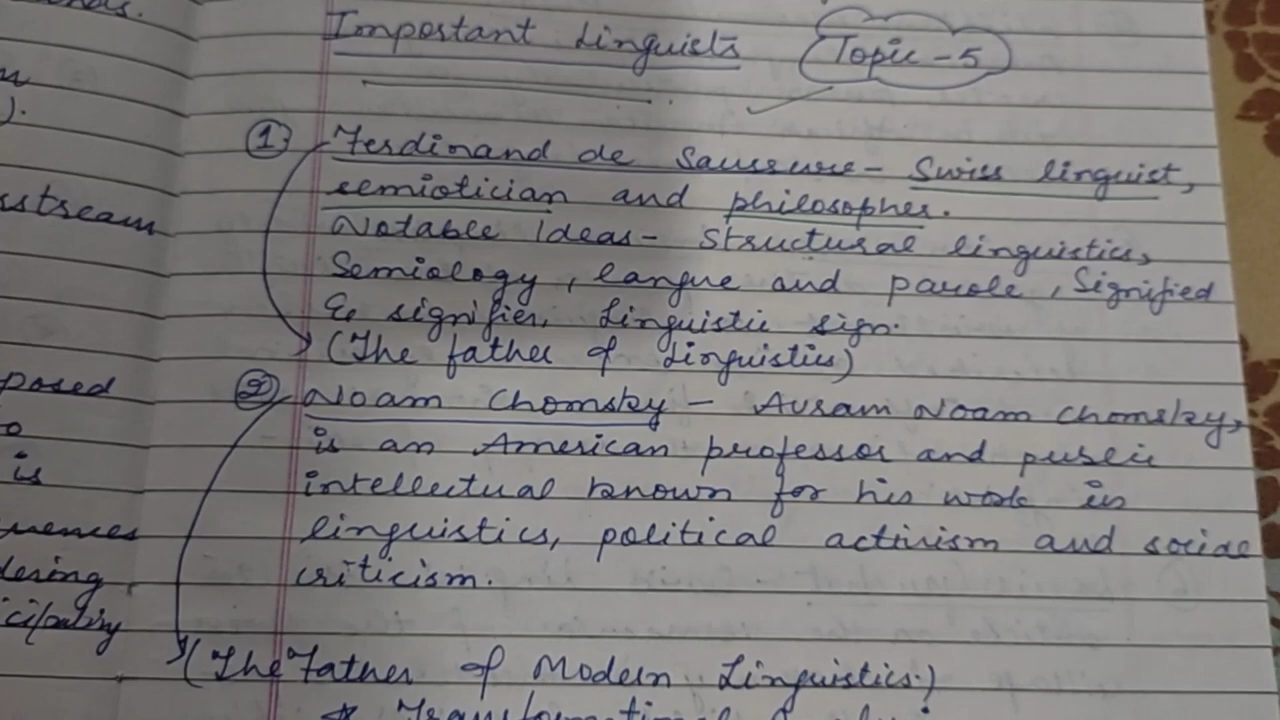 Important Linguists
Topic-5
1) Ferdinand de Saussure- Swiss linguist,
semiotician and philosopher.
Notable Ideas- Structural linguistics,
Semiology, langue and parole, Signified
& signifier, Linguistic sign.
(The father of Linguistics)
2) Noam Chomsky - Avram Noam Chomsky,
is an American professor and public
intellectual known for his work in
linguistics, political activism and social
criticism.
(The Father of Modern Linguistics.)
posed
is